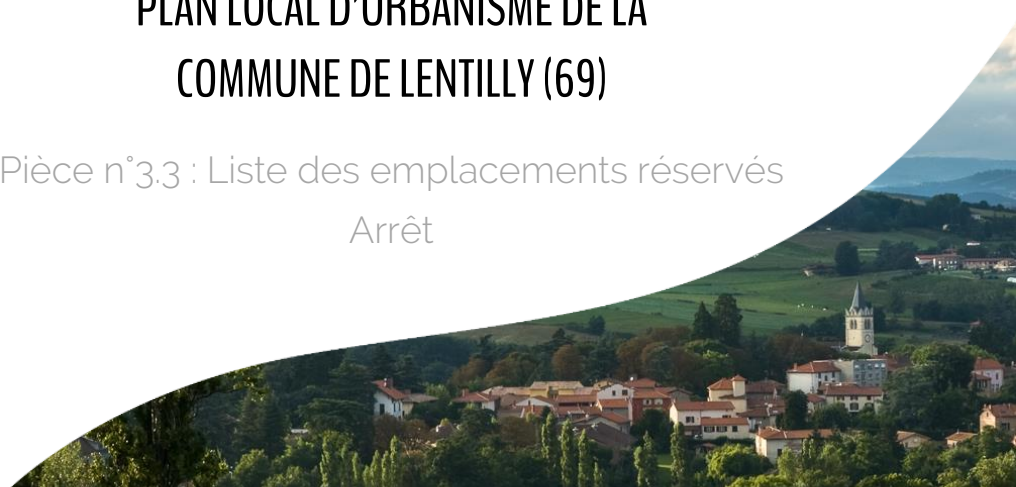 PLAN LOCAL D'URBANISME DE LA
COMMUNE DE LENTILLY (69)
Pièce n°3.3 : Liste des emplacements réservés
Arrêt